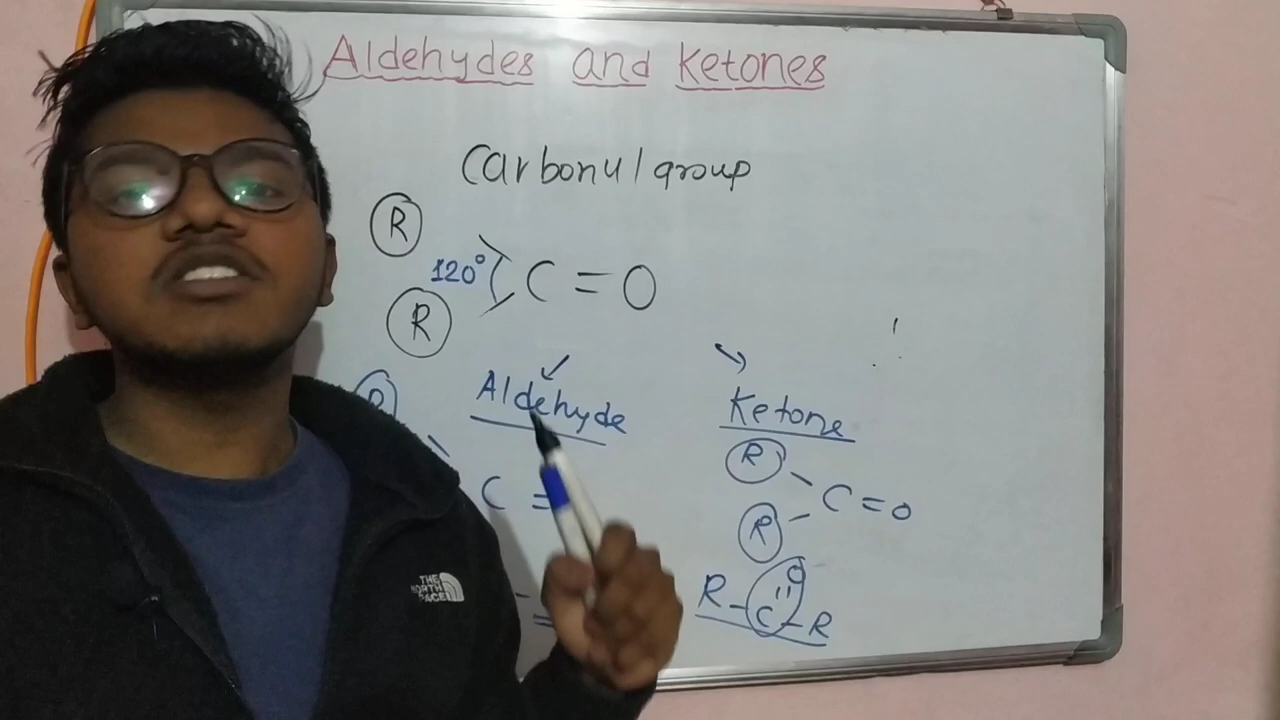 Aldehydes and Ketones
Carbonyl group
R
120° C = O
R
Aldehyde
Ketone
R
R
C =
C = O
R
O
R - C - R
THE
NORTH
FACE